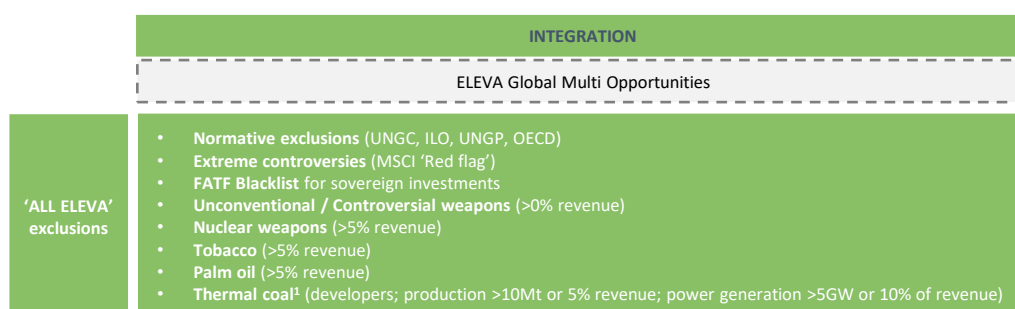 INTEGRATION
ELEVA Global Multi Opportunities
‘ALL ELEVA’
exclusions
• Normative exclusions (UNGC, ILO, UNGP, OECD)
• Extreme controversies (MSCI ‘Red flag’)
• FATF Blacklist for sovereign investments
• Unconventional / Controversial weapons (>0% revenue)
• Nuclear weapons (>5% revenue)
• Tobacco (>5% revenue)
• Palm oil (>5% revenue)
• Thermal coal¹ (developers; production >10Mt or 5% revenue; power generation >5GW or 10% of revenue)